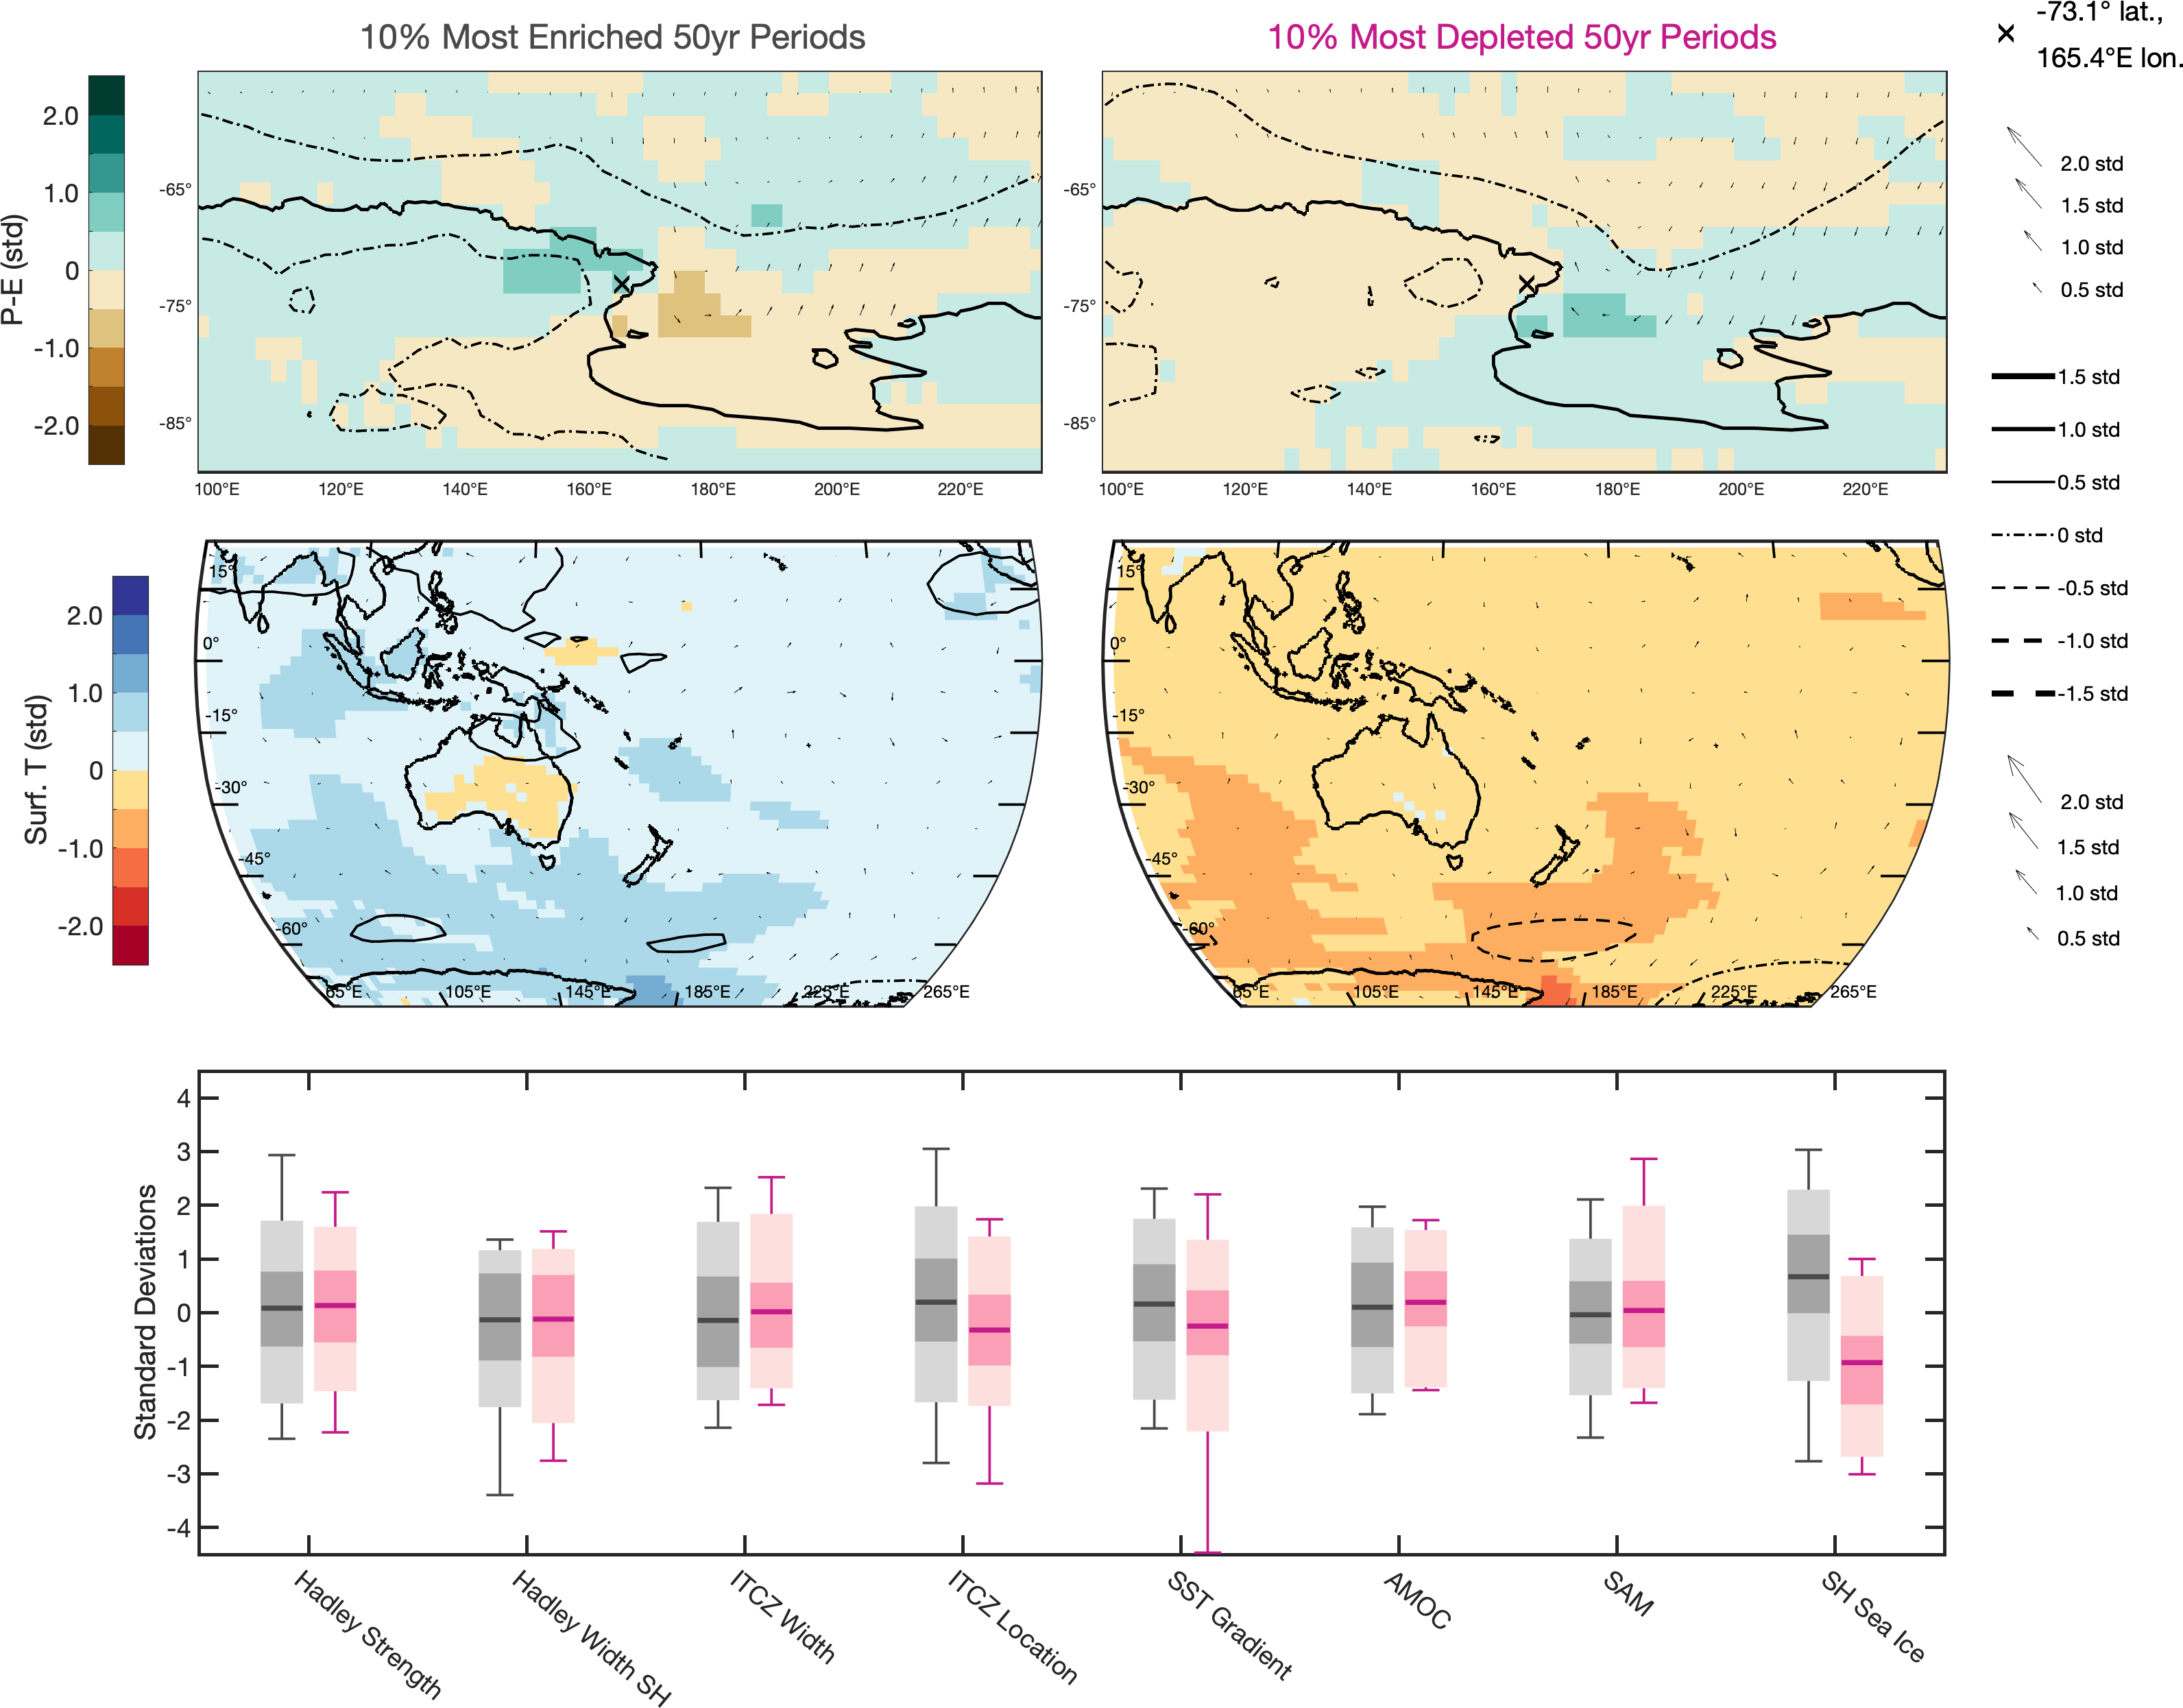 10% Most Enriched 50yr Periods
10% Most Depleted 50yr Periods
-73.1° lat.,
165.4°E lon.
P-E (std)
2.0
1.0
0
-1.0
-2.0
-65°
-75°
-85°
100°E 120°E 140°E 160°E 180°E 200°E 220°E
-65°
-75°
-85°
100°E 120°E 140°E 160°E 180°E 200°E 220°E
2.0 std
1.5 std
1.0 std
0.5 std
1.5 std
1.0 std
0.5 std
0 std
-0.5 std
-1.0 std
-1.5 std
Surf. T (std)
2.0
1.0
0
-1.0
-2.0
15°
0°
-15°
-30°
-45°
-60°
65°E 105°E 145°E 185°E 225°E 265°E
15°
0°
-15°
-30°
-45°
-60°
65°E 105°E 145°E 185°E 225°E 265°E
2.0 std
1.5 std
1.0 std
0.5 std
Standard Deviations
4
3
2
1
0
-1
-2
-3
-4
Hadley Strength
Hadley Width SH
ITCZ Width
ITCZ Location
SST Gradient
AMOC
SAM
SH Sea Ice